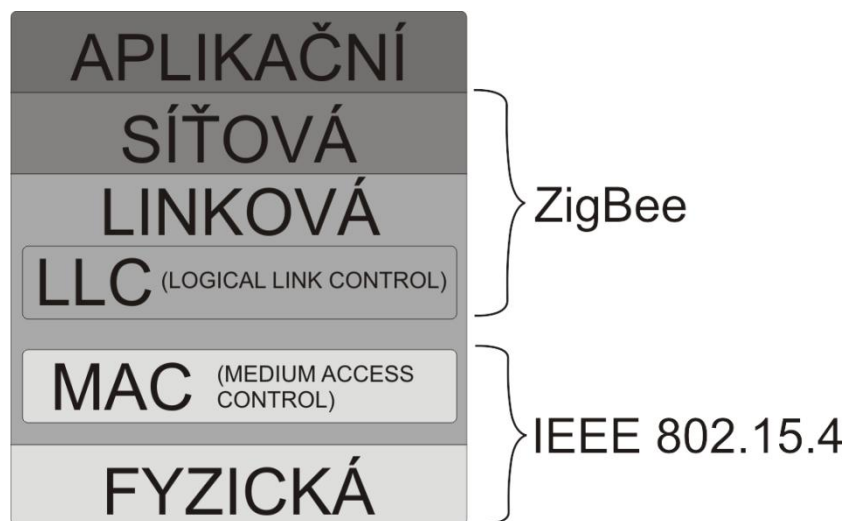 APLIKAČNÍ
SÍŤOVÁ
LINKOVÁ
LLC (LOGICAL LINK CONTROL)
MAC (MEDIUM ACCESS
CONTROL)
FYZICKÁ
ZigBee
IEEE 802.15.4